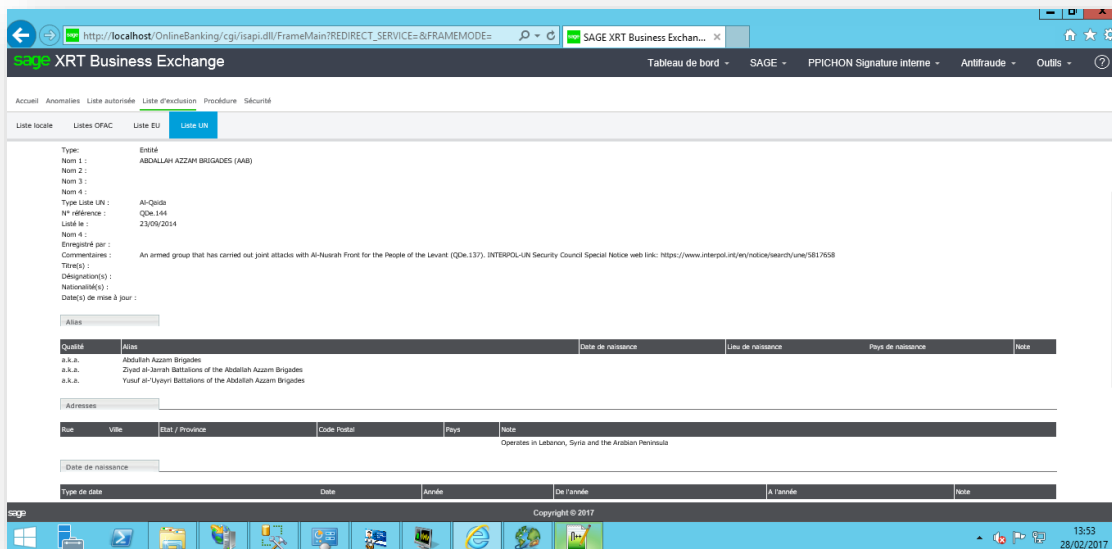 http://localhost/OnlineBanking/cgi/isapi.dll/FrameMain?REDIRECT_SERVICE=&FRAMEMODE=
SAGE XRT Business Exchan...
sage XRT Business Exchange
Tableau de bord
SAGE
PPICHON Signature interne
Antifraude
Outils
Accueil Anomalies Liste autorisée Liste d'exclusion Procédure Sécurité
Liste locale Listes OFAC Liste EU Liste UN
Type: Entité
Nom 1 : ABDALLAH AZZAM BRIGADES (AAB)
Nom 2 :
Nom 3 :
Nom 4 :
Type Liste UN : Al-Qaida
N° référence : QDe.144
Listé le : 23/09/2014
Nom 4 :
Enregistré par :
Commentaires : An armed group that has carried out joint attacks with Al-Nusrah Front for the People of the Levant (QDe.137). INTERPOL-UN Security Council Special Notice web link: https://www.interpol.int/en/notice/search/une/5817658
Titre(s) :
Désignation(s) :
Nationalité(s) :
Date(s) de mise à jour :
Alias
Qualité Alias Date de naissance Lieu de naissance Pays de naissance Note
a.k.a. Abdullah Azzam Brigades
a.k.a. Ziyad al-Jarrah Battalions of the Abdallah Azzam Brigades
a.k.a. Yusuf al-'Uyayri Battalions of the Abdallah Azzam Brigades
Adresses
Rue Ville Etat / Province Code Postal Pays Note
Operates in Lebanon, Syria and the Arabian Peninsula
Date de naissance
Type de date Date Année De l'année A l'année Note
sage Copyright © 2017
13:53
28/02/2017